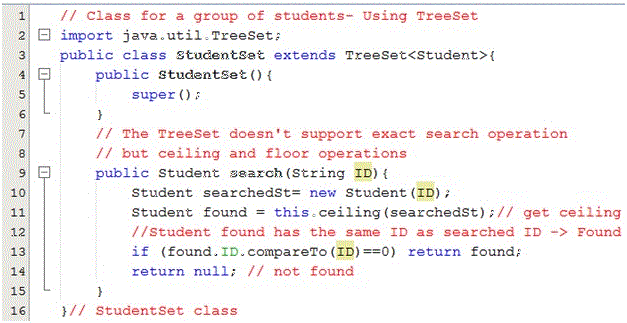 1 // Class for a group of students- Using TreeSet
2 import java.util.TreeSet;
3 public class StudentSet extends TreeSet<Student>{
4 public StudentSet(){
5 super();
6 }
7 // The TreeSet doesn't support exact search operation
8 // but ceiling and floor operations
9 public Student search(String ID){
10 Student searchedSt= new Student(ID);
11 Student found = this.ceiling(searchedSt);// get ceiling
12 //Student found has the same ID as searched ID -> Found
13 if (found.ID.compareTo(ID)==0) return found;
14 return null; // not found
15 }
16 }// StudentSet class